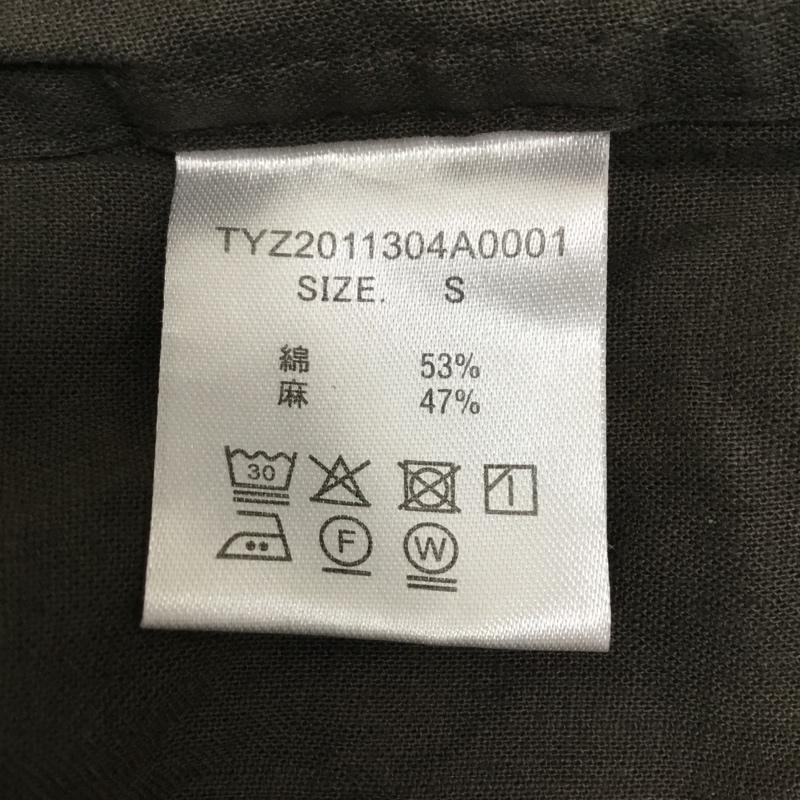 TYZ2011304A0001
SIZE. S
綿 53%
麻 47%
30
F W